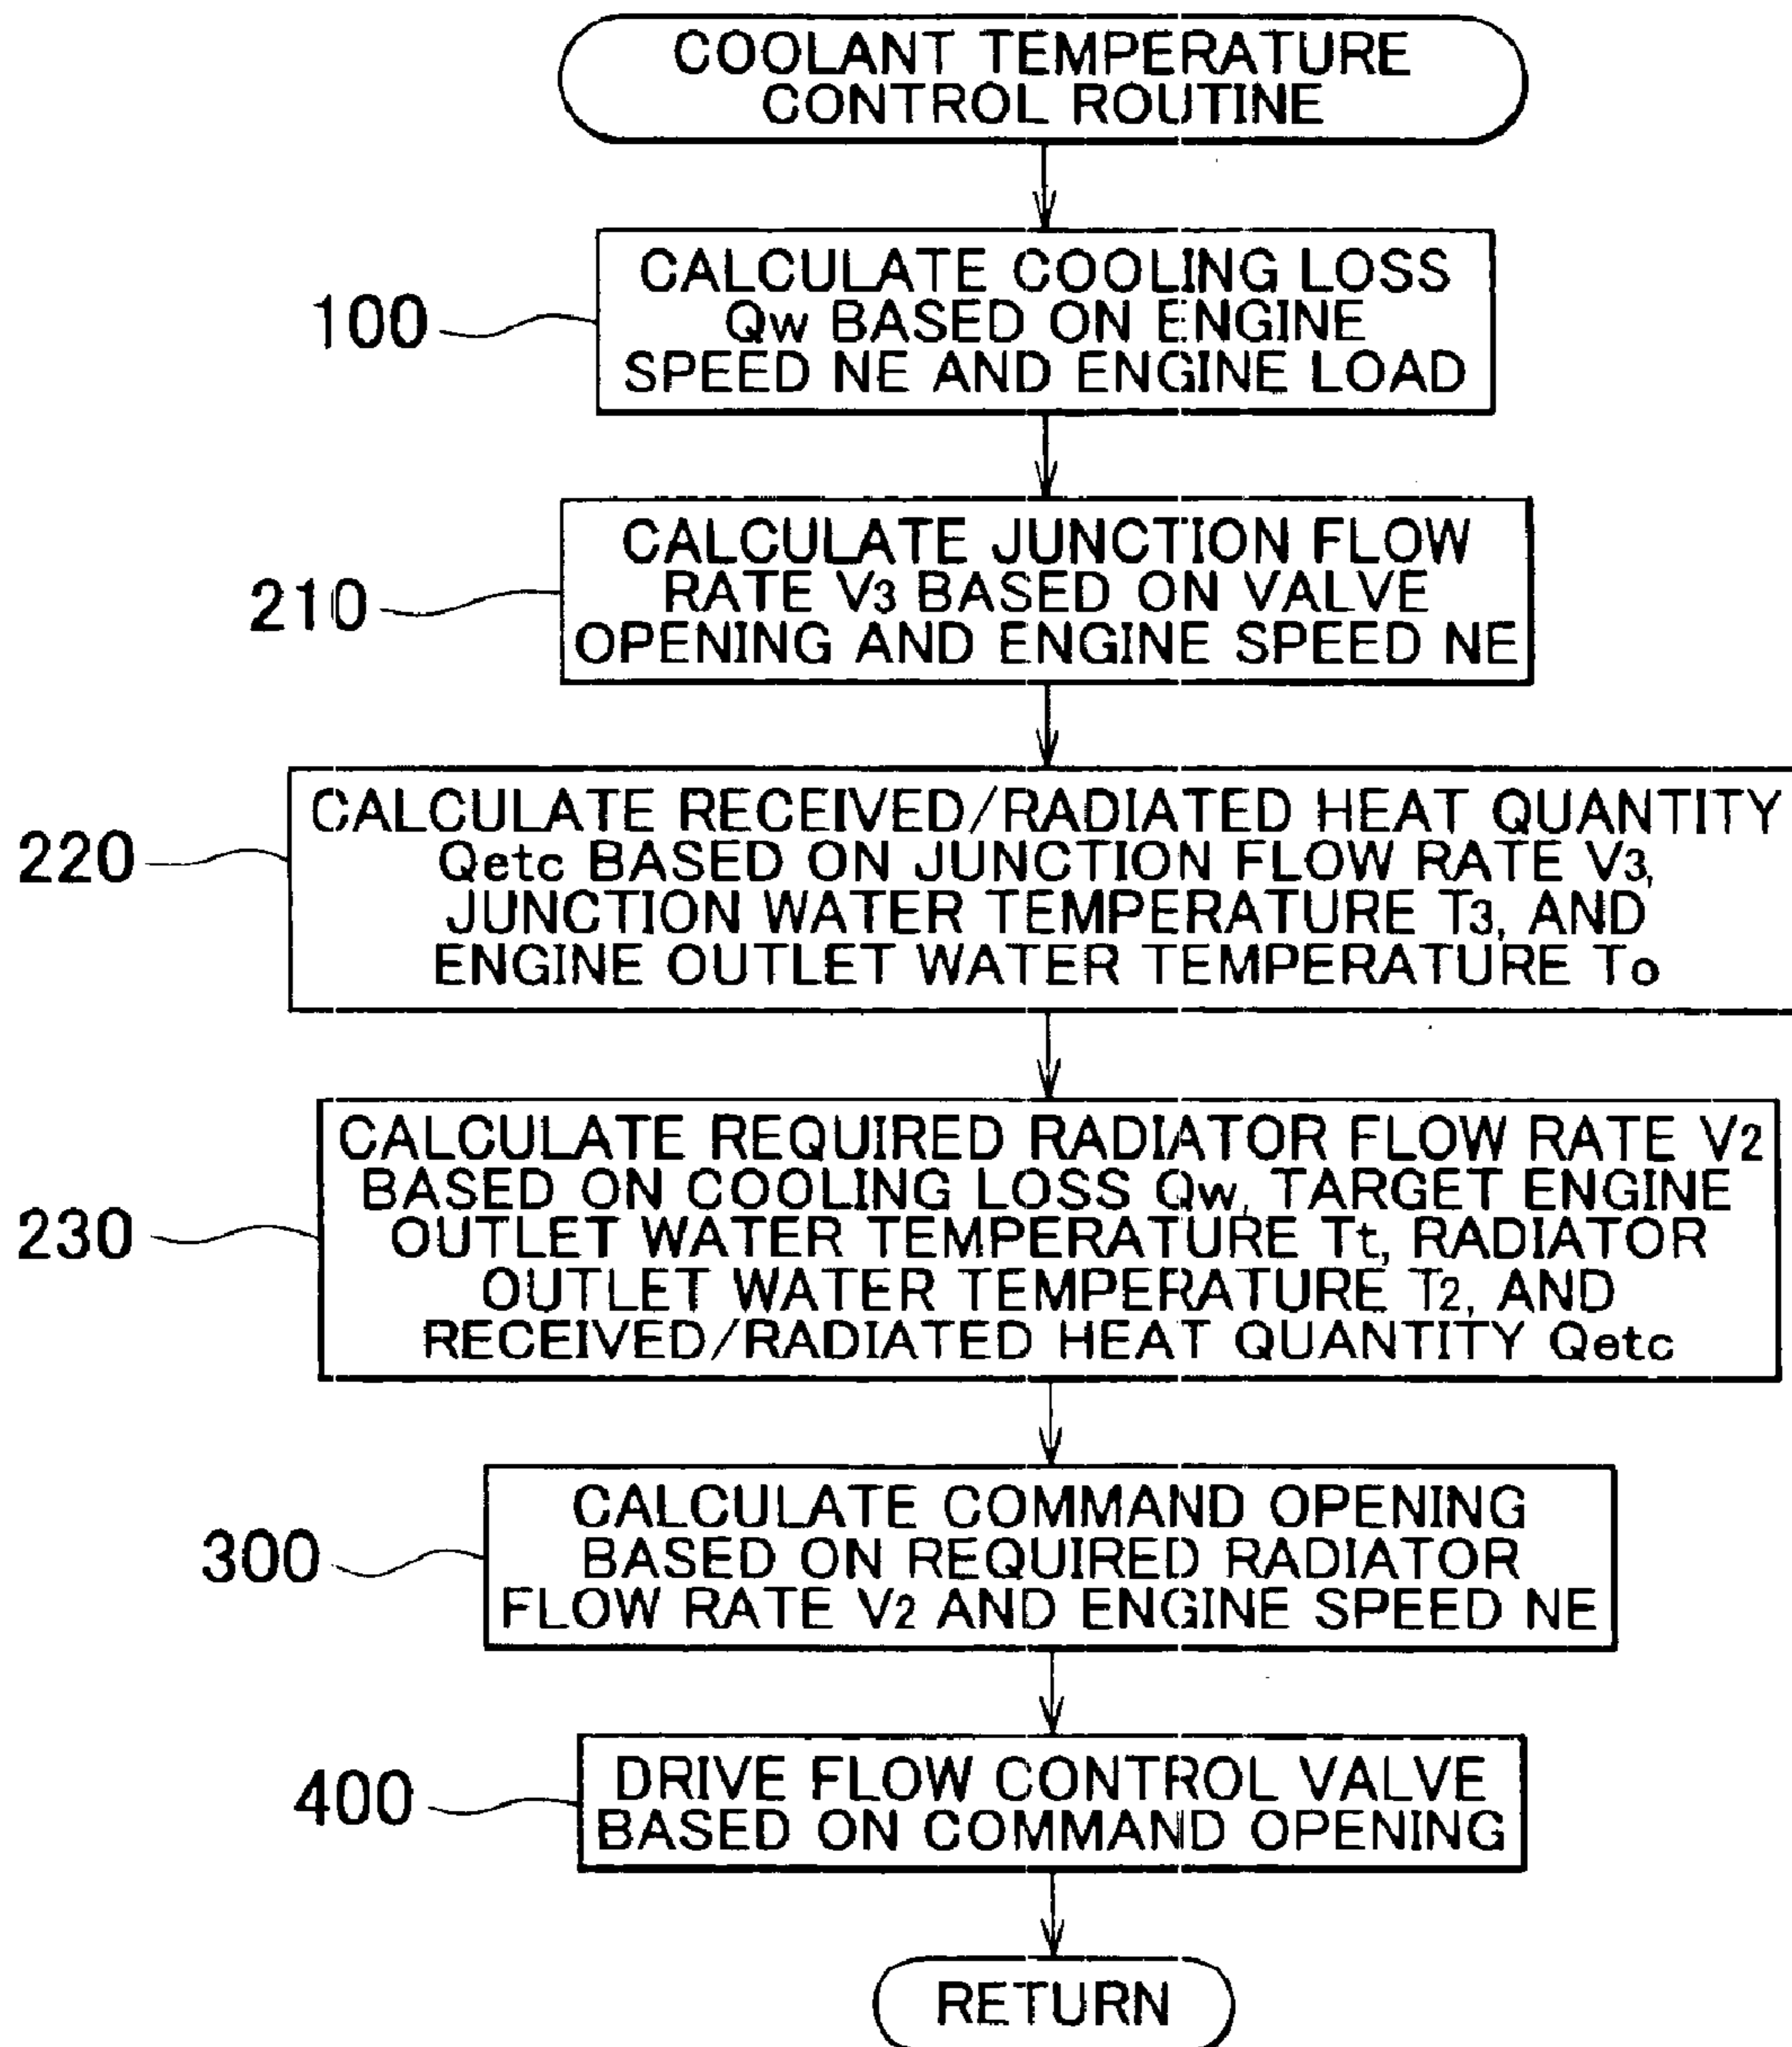 COOLANT TEMPERATURE
CONTROL ROUTINE
100
CALCULATE COOLING LOSS
Qw BASED ON ENGINE
SPEED NE AND ENGINE LOAD
210
CALCULATE JUNCTION FLOW
RATE V3 BASED ON VALVE
OPENING AND ENGINE SPEED NE
220
CALCULATE RECEIVED/RADIATED HEAT QUANTITY
Qetc BASED ON JUNCTION FLOW RATE V3,
JUNCTION WATER TEMPERATURE T3, AND
ENGINE OUTLET WATER TEMPERATURE To
230
CALCULATE REQUIRED RADIATOR FLOW RATE V2
BASED ON COOLING LOSS Qw, TARGET ENGINE
OUTLET WATER TEMPERATURE Tt, RADIATOR
OUTLET WATER TEMPERATURE T2, AND
RECEIVED/RADIATED HEAT QUANTITY Qetc
300
CALCULATE COMMAND OPENING
BASED ON REQUIRED RADIATOR
FLOW RATE V2 AND ENGINE SPEED NE
400
DRIVE FLOW CONTROL VALVE
BASED ON COMMAND OPENING
RETURN